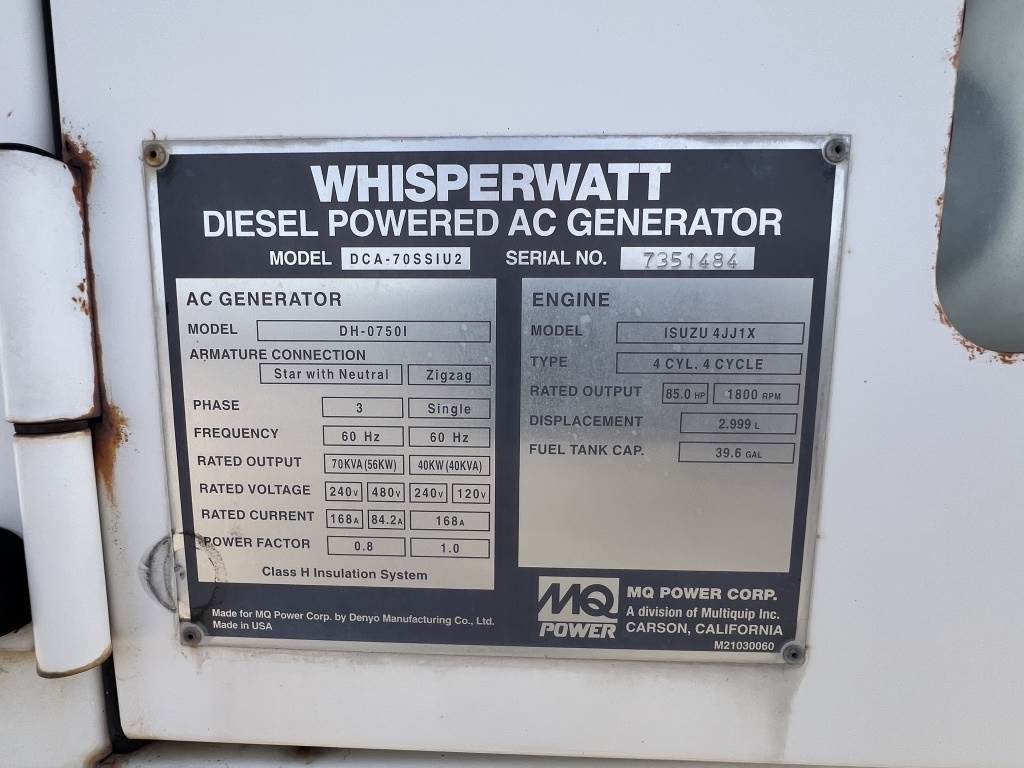 WHISPERWATT
DIESEL POWERED AC GENERATOR
MODEL DCA-70SSIU2 SERIAL NO. 7351484
AC GENERATOR
MODEL DH-0750I
ARMATURE CONNECTION
Star with Neutral Zigzag
PHASE 3 Single
FREQUENCY 60 Hz 60 Hz
RATED OUTPUT 70KVA (56KW) 40KW (40KVA)
RATED VOLTAGE 240V 480V 240V 120V
RATED CURRENT 168A 84.2A 168A
POWER FACTOR 0.8 1.0
Class H Insulation System
ENGINE
MODEL ISUZU 4JJ1X
TYPE 4 CYL. 4 CYCLE
RATED OUTPUT 85.0 HP 1800 RPM
DISPLACEMENT 2.999 L
FUEL TANK CAP. 39.6 GAL
Made for MQ Power Corp. by Denyo Manufacturing Co., Ltd.
Made in USA
MQ
POWER
MQ POWER CORP.
A division of Multiquip Inc.
CARSON, CALIFORNIA
M21030060